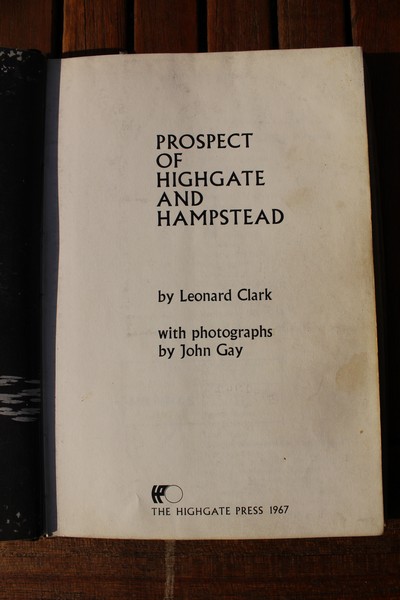 PROSPECT
OF
HIGHGATE
AND
HAMPSTEAD
by Leonard Clark
with photographs
by John Gay
THE HIGHGATE PRESS 1967